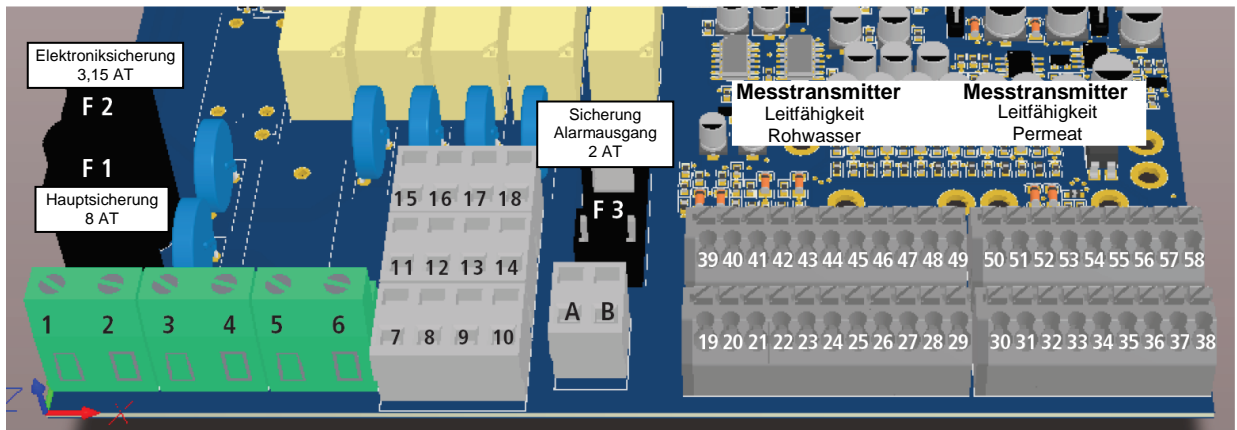 Elektroniksicherung
3,15 AT
F 2
F 1
Hauptsicherung
8 AT
Sicherung
Alarmausgang
2 AT
F 3
Messtransmitter
Leitfähigkeit
Rohwasser
Messtransmitter
Leitfähigkeit
Permeat
15 16 17 18
11 12 13 14
7 8 9 10
1 2 3 4 5 6
A B
39 40 41 42 43 44 45 46 47 48 49 50 51 52 53 54 55 56 57 58
19 20 21 22 23 24 25 26 27 28 29 30 31 32 33 34 35 36 37 38
Z X